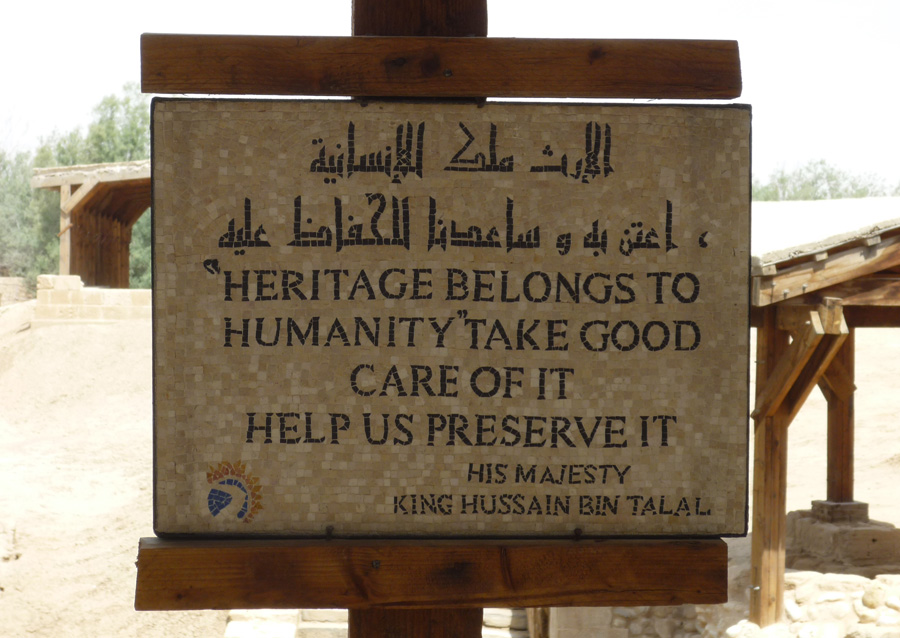 الإرث ملك الإنسانية
، اعتن به و ساعدنا للحفاظ عليه
"HERITAGE BELONGS TO
HUMANITY" TAKE GOOD
CARE OF IT
HELP US PRESERVE IT
HIS MAJESTY
KING HUSSAIN BIN TALAL